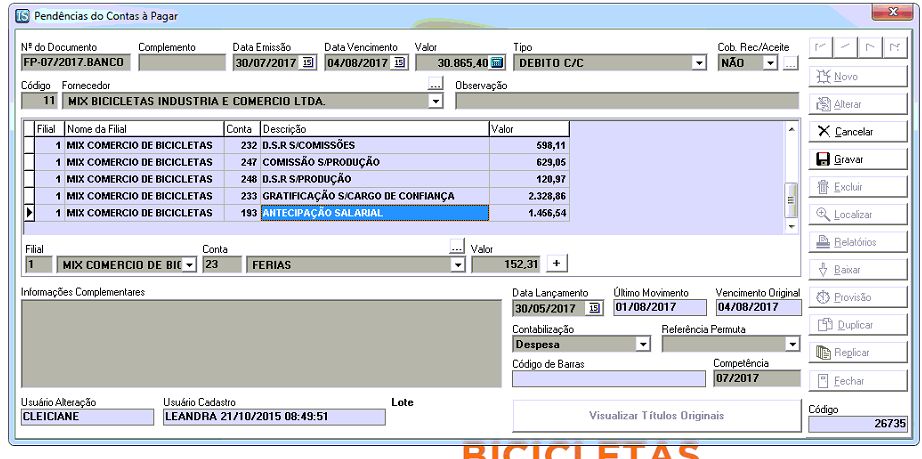 Pendências do Contas à Pagar
Nº do Documento Complemento Data Emissão Data Vencimento Valor Tipo Cob. Rec/Aceite
FP-07/2017.BANCO 30/07/2017 15 04/08/2017 15 30.865,40 DEBITO C/C NÃO ...
Código Fornecedor ... Observação
11 MIX BICICLETAS INDUSTRIA E COMERCIO LTDA.
Filial Nome da Filial Conta Descrição Valor
1 MIX COMERCIO DE BICICLETAS 232 D.S.R S/COMISSÕES 598,11
1 MIX COMERCIO DE BICICLETAS 247 COMISSÃO S/PRODUÇÃO 629,05
1 MIX COMERCIO DE BICICLETAS 248 D.S.R S/PRODUÇÃO 120,97
1 MIX COMERCIO DE BICICLETAS 233 GRATIFICAÇÃO S/CARGO DE CONFIANÇA 2.328,86
1 MIX COMERCIO DE BICICLETAS 193 ANTECIPAÇÃO SALARIAL 1.456,54
Filial Conta ... Valor
1 MIX COMERCIO DE BIC 23 FERIAS 152,31 +
Informações Complementares
Data Lançamento Último Movimento Vencimento Original
30/05/2017 15 01/08/2017 04/08/2017
Contabilização Referência Permuta
Despesa
Código de Barras Competência
07/2017
Usuário Alteração Usuário Cadastro Lote
CLEICIANE LEANDRA 21/10/2015 08:49:51
Visualizar Títulos Originais
Novo
Alterar
Cancelar
Gravar
Excluir
Localizar
Relatórios
Baixar
Provisão
Duplicar
Replicar
Fechar
Código
26735
BICICLETAS